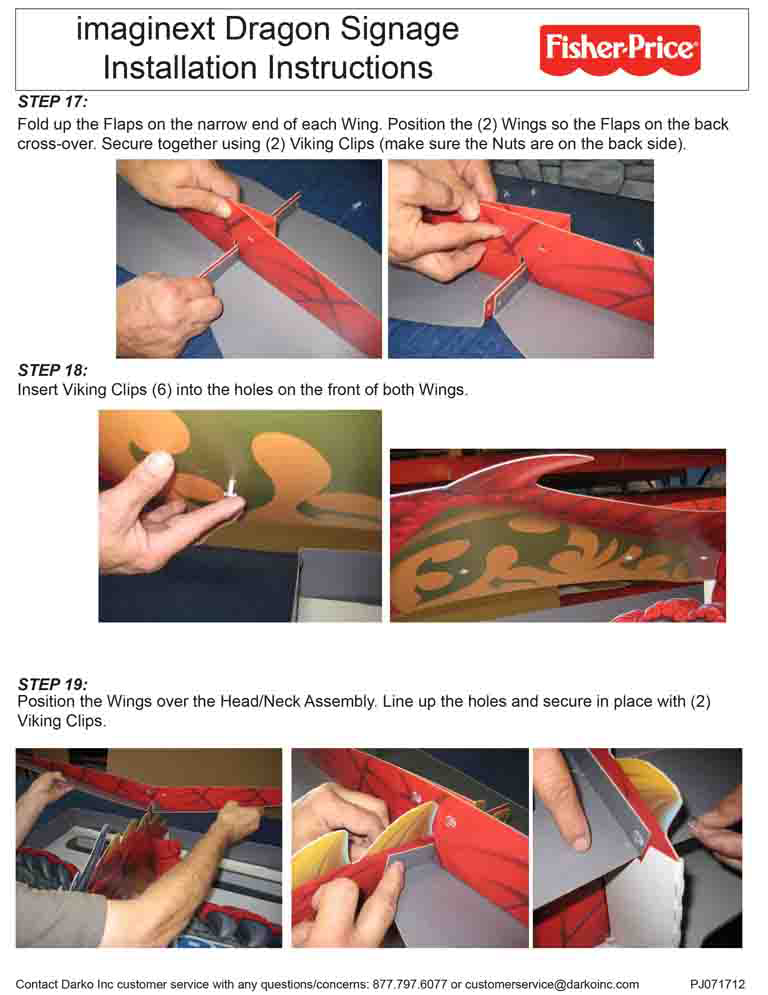 imaginext Dragon Signage
Installation Instructions
Fisher-Price®
STEP 17:
Fold up the Flaps on the narrow end of each Wing. Position the (2) Wings so the Flaps on the back
cross-over. Secure together using (2) Viking Clips (make sure the Nuts are on the back side).
STEP 18:
Insert Viking Clips (6) into the holes on the front of both Wings.
STEP 19:
Position the Wings over the Head/Neck Assembly. Line up the holes and secure in place with (2)
Viking Clips.
Contact Darko Inc customer service with any questions/concerns: 877.797.6077 or customerservice@darkoinc.com PJ071712